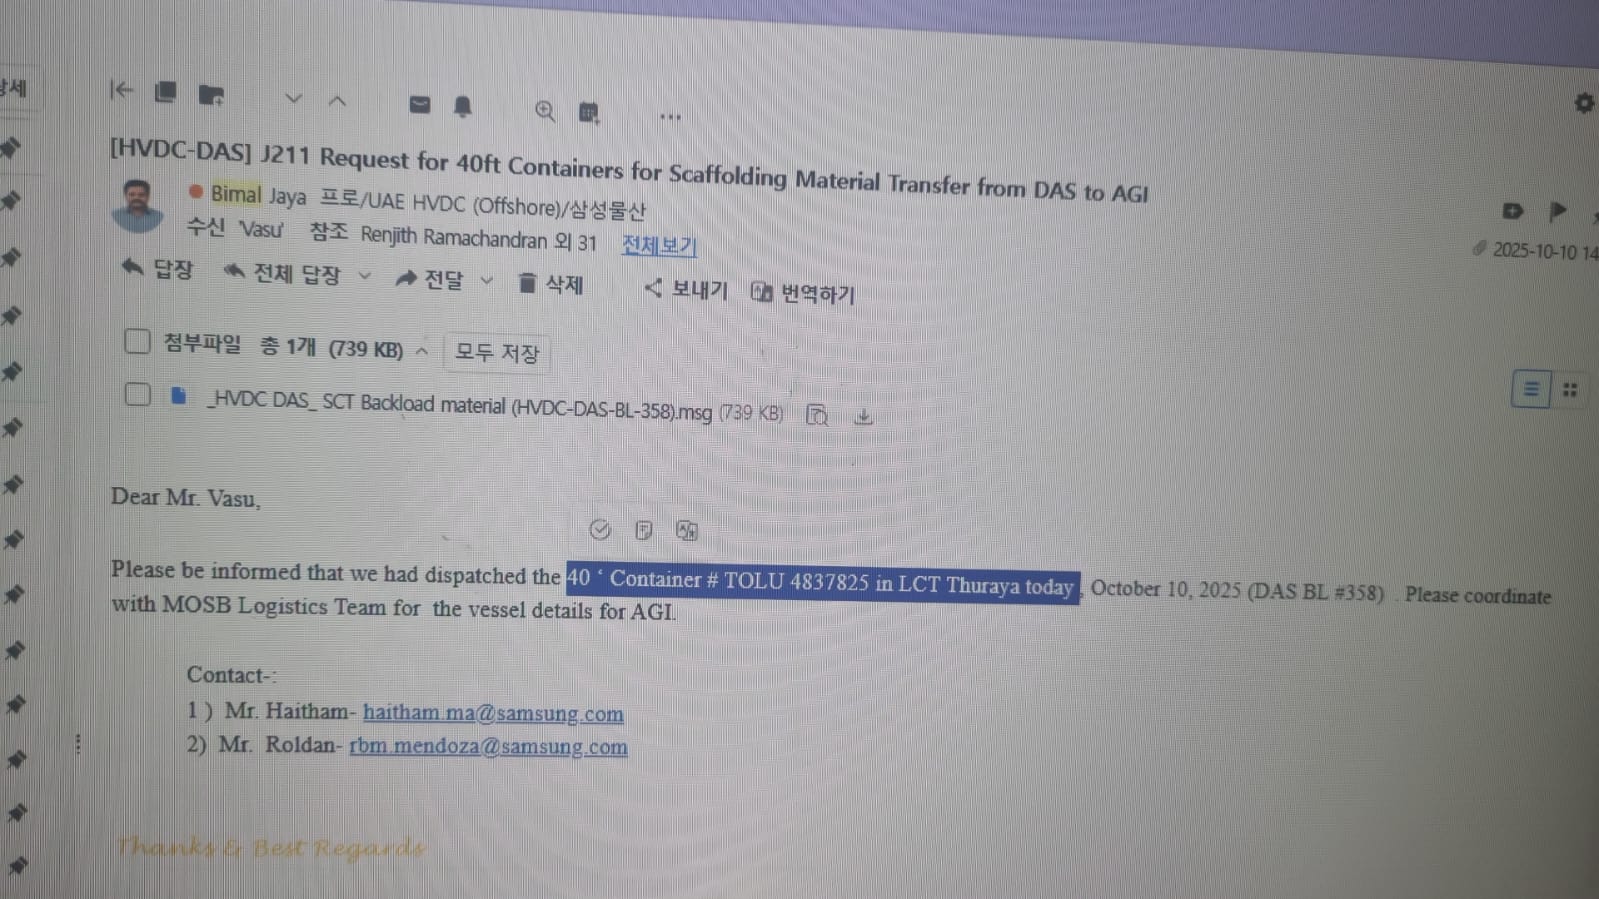 상세
[HVDC-DAS] J211 Request for 40ft Containers for Scaffolding Material Transfer from DAS to AGI
Bimal Jaya 프로/UAE HVDC (Offshore)/삼성물산
수신 'Vasu' 참조 Renjith Ramachandran 외 31 전체보기
2025-10-10 14
답장 전체 답장 전달 삭제 보내기 번역하기
첨부파일 총 1개 (739 KB) 모두 저장
_HVDC DAS_ SCT Backload material (HVDC-DAS-BL-358).msg (739 KB)
Dear Mr. Vasu,
Please be informed that we had dispatched the 40 ‘ Container # TOLU 4837825 in LCT Thuraya today , October 10, 2025 (DAS BL #358) . Please coordinate
with MOSB Logistics Team for the vessel details for AGI.
Contact-:
1 ) Mr. Haitham- haitham.ma@samsung.com
2) Mr. Roldan- rbm.mendoza@samsung.com
Thanks & Best Regards